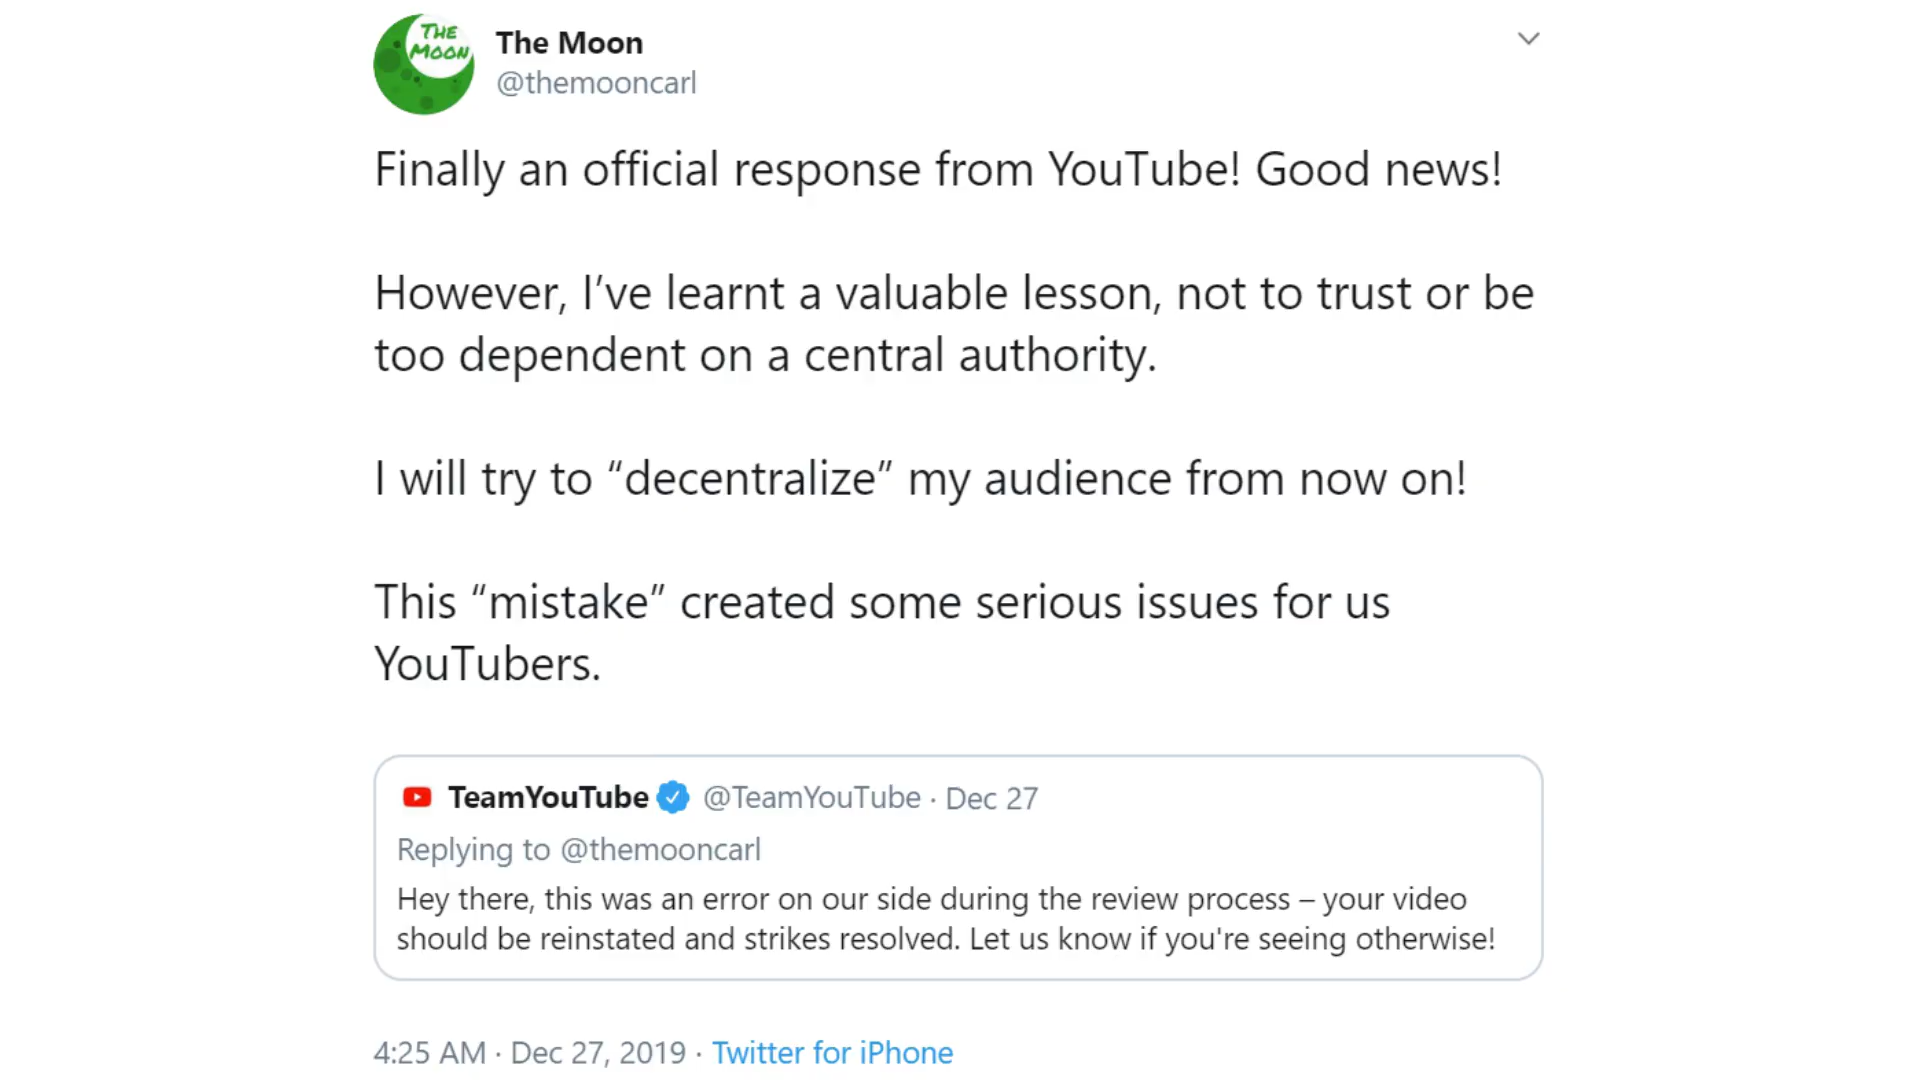 THE
MOON
The Moon
@themooncarl
Finally an official response from YouTube! Good news!
However, I’ve learnt a valuable lesson, not to trust or be
too dependent on a central authority.
I will try to “decentralize” my audience from now on!
This “mistake” created some serious issues for us
YouTubers.
TeamYouTube @TeamYouTube · Dec 27
Replying to @themooncarl
Hey there, this was an error on our side during the review process – your video
should be reinstated and strikes resolved. Let us know if you're seeing otherwise!
4:25 AM · Dec 27, 2019 · Twitter for iPhone